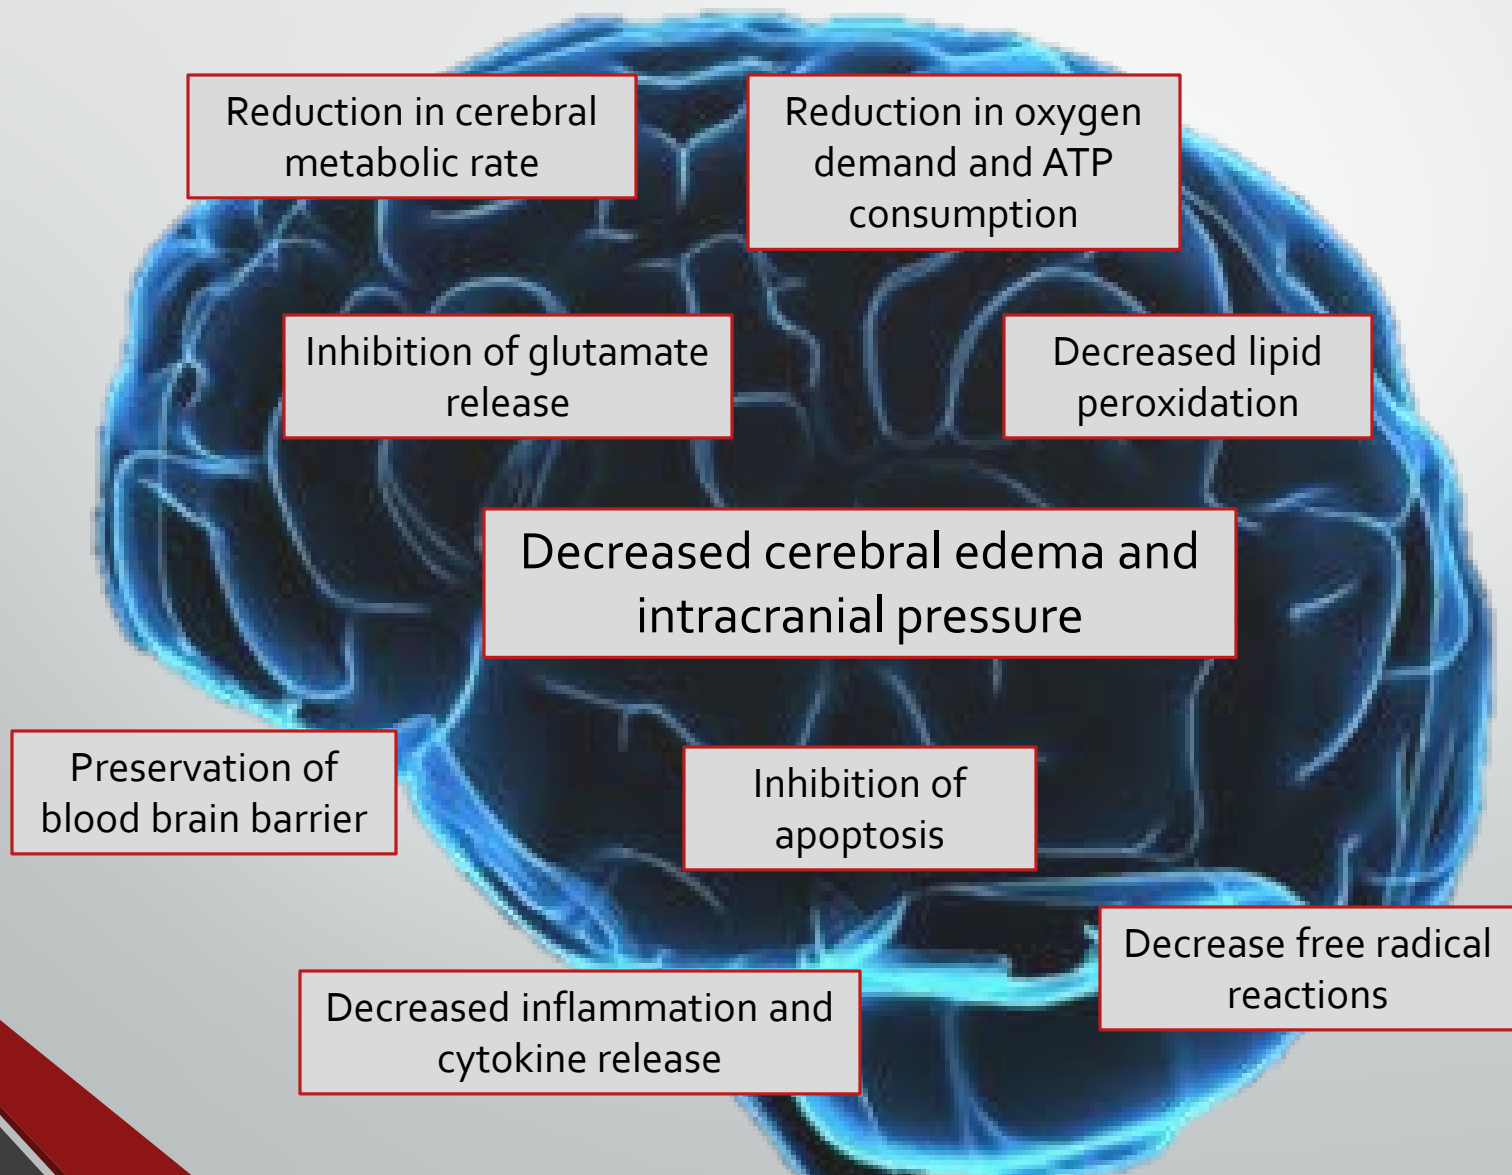 Reduction in cerebral
metabolic rate
Reduction in oxygen
demand and ATP
consumption
Inhibition of glutamate
release
Decreased lipid
peroxidation
Decreased cerebral edema and
intracranial pressure
Preservation of
blood brain barrier
Inhibition of
apoptosis
Decrease free radical
reactions
Decreased inflammation and
cytokine release